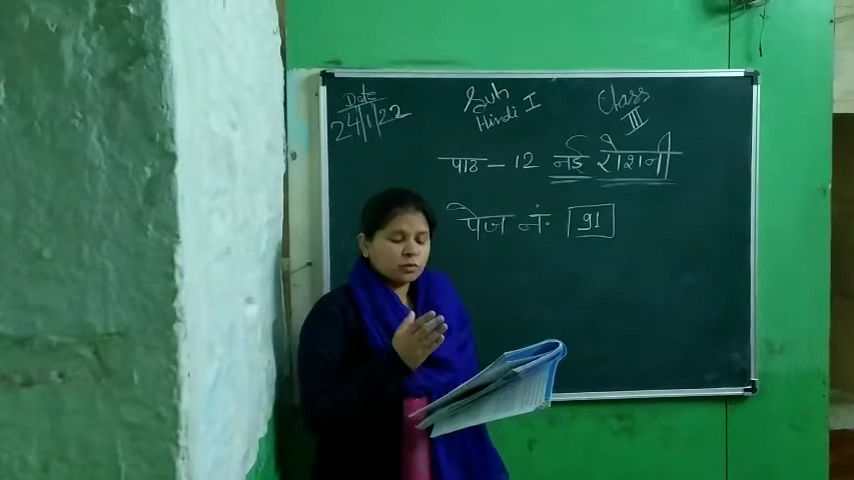 Date
24/1/22
Sub
Hindi I
Class
III
पाठ - 12 नई रोशनी
पेज नं. 91